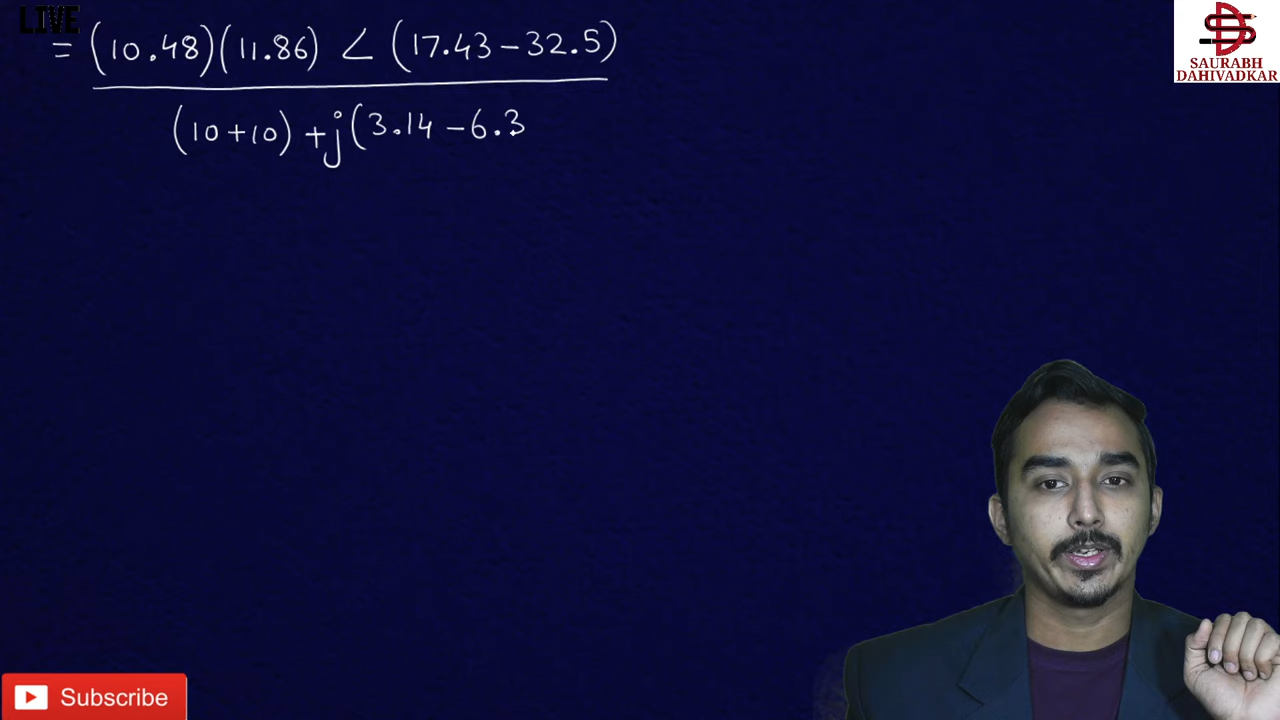 LIVE
= (10.48)(11.86) ∠ (17.43 - 32.5)
(10+10) + j(3.14 - 6.3
SAURABH
DAHIVADKAR
Subscribe